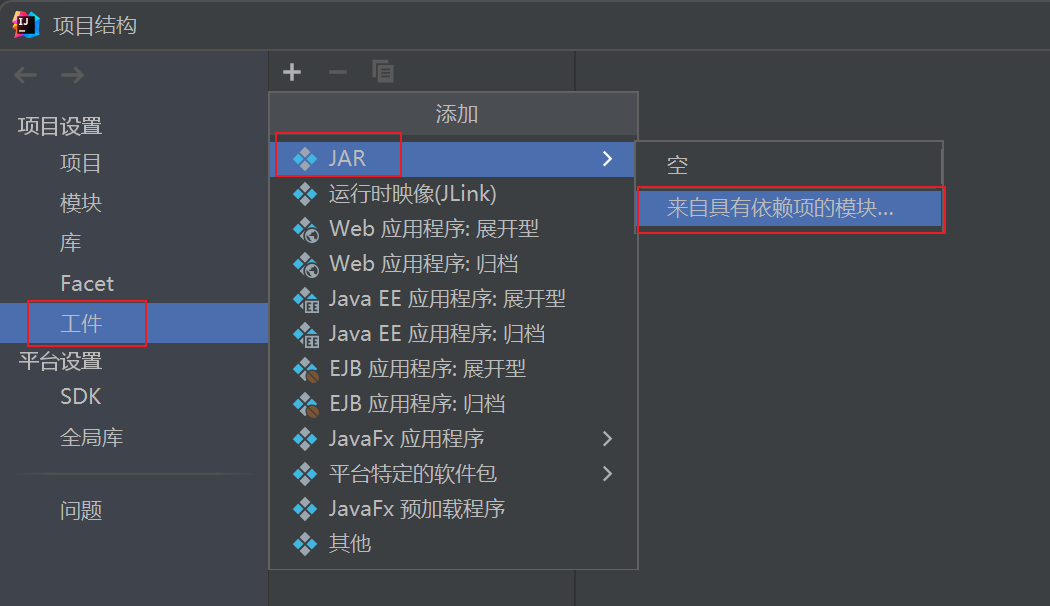 项目结构
项目设置
项目
模块
库
Facet
工件
平台设置
SDK
全局库
问题
添加
JAR
运行时映像(JLink)
Web 应用程序: 展开型
Web 应用程序: 归档
Java EE 应用程序: 展开型
Java EE 应用程序: 归档
EJB 应用程序: 展开型
EJB 应用程序: 归档
JavaFx 应用程序
平台特定的软件包
JavaFx 预加载程序
其他
空
来自具有依赖项的模块...